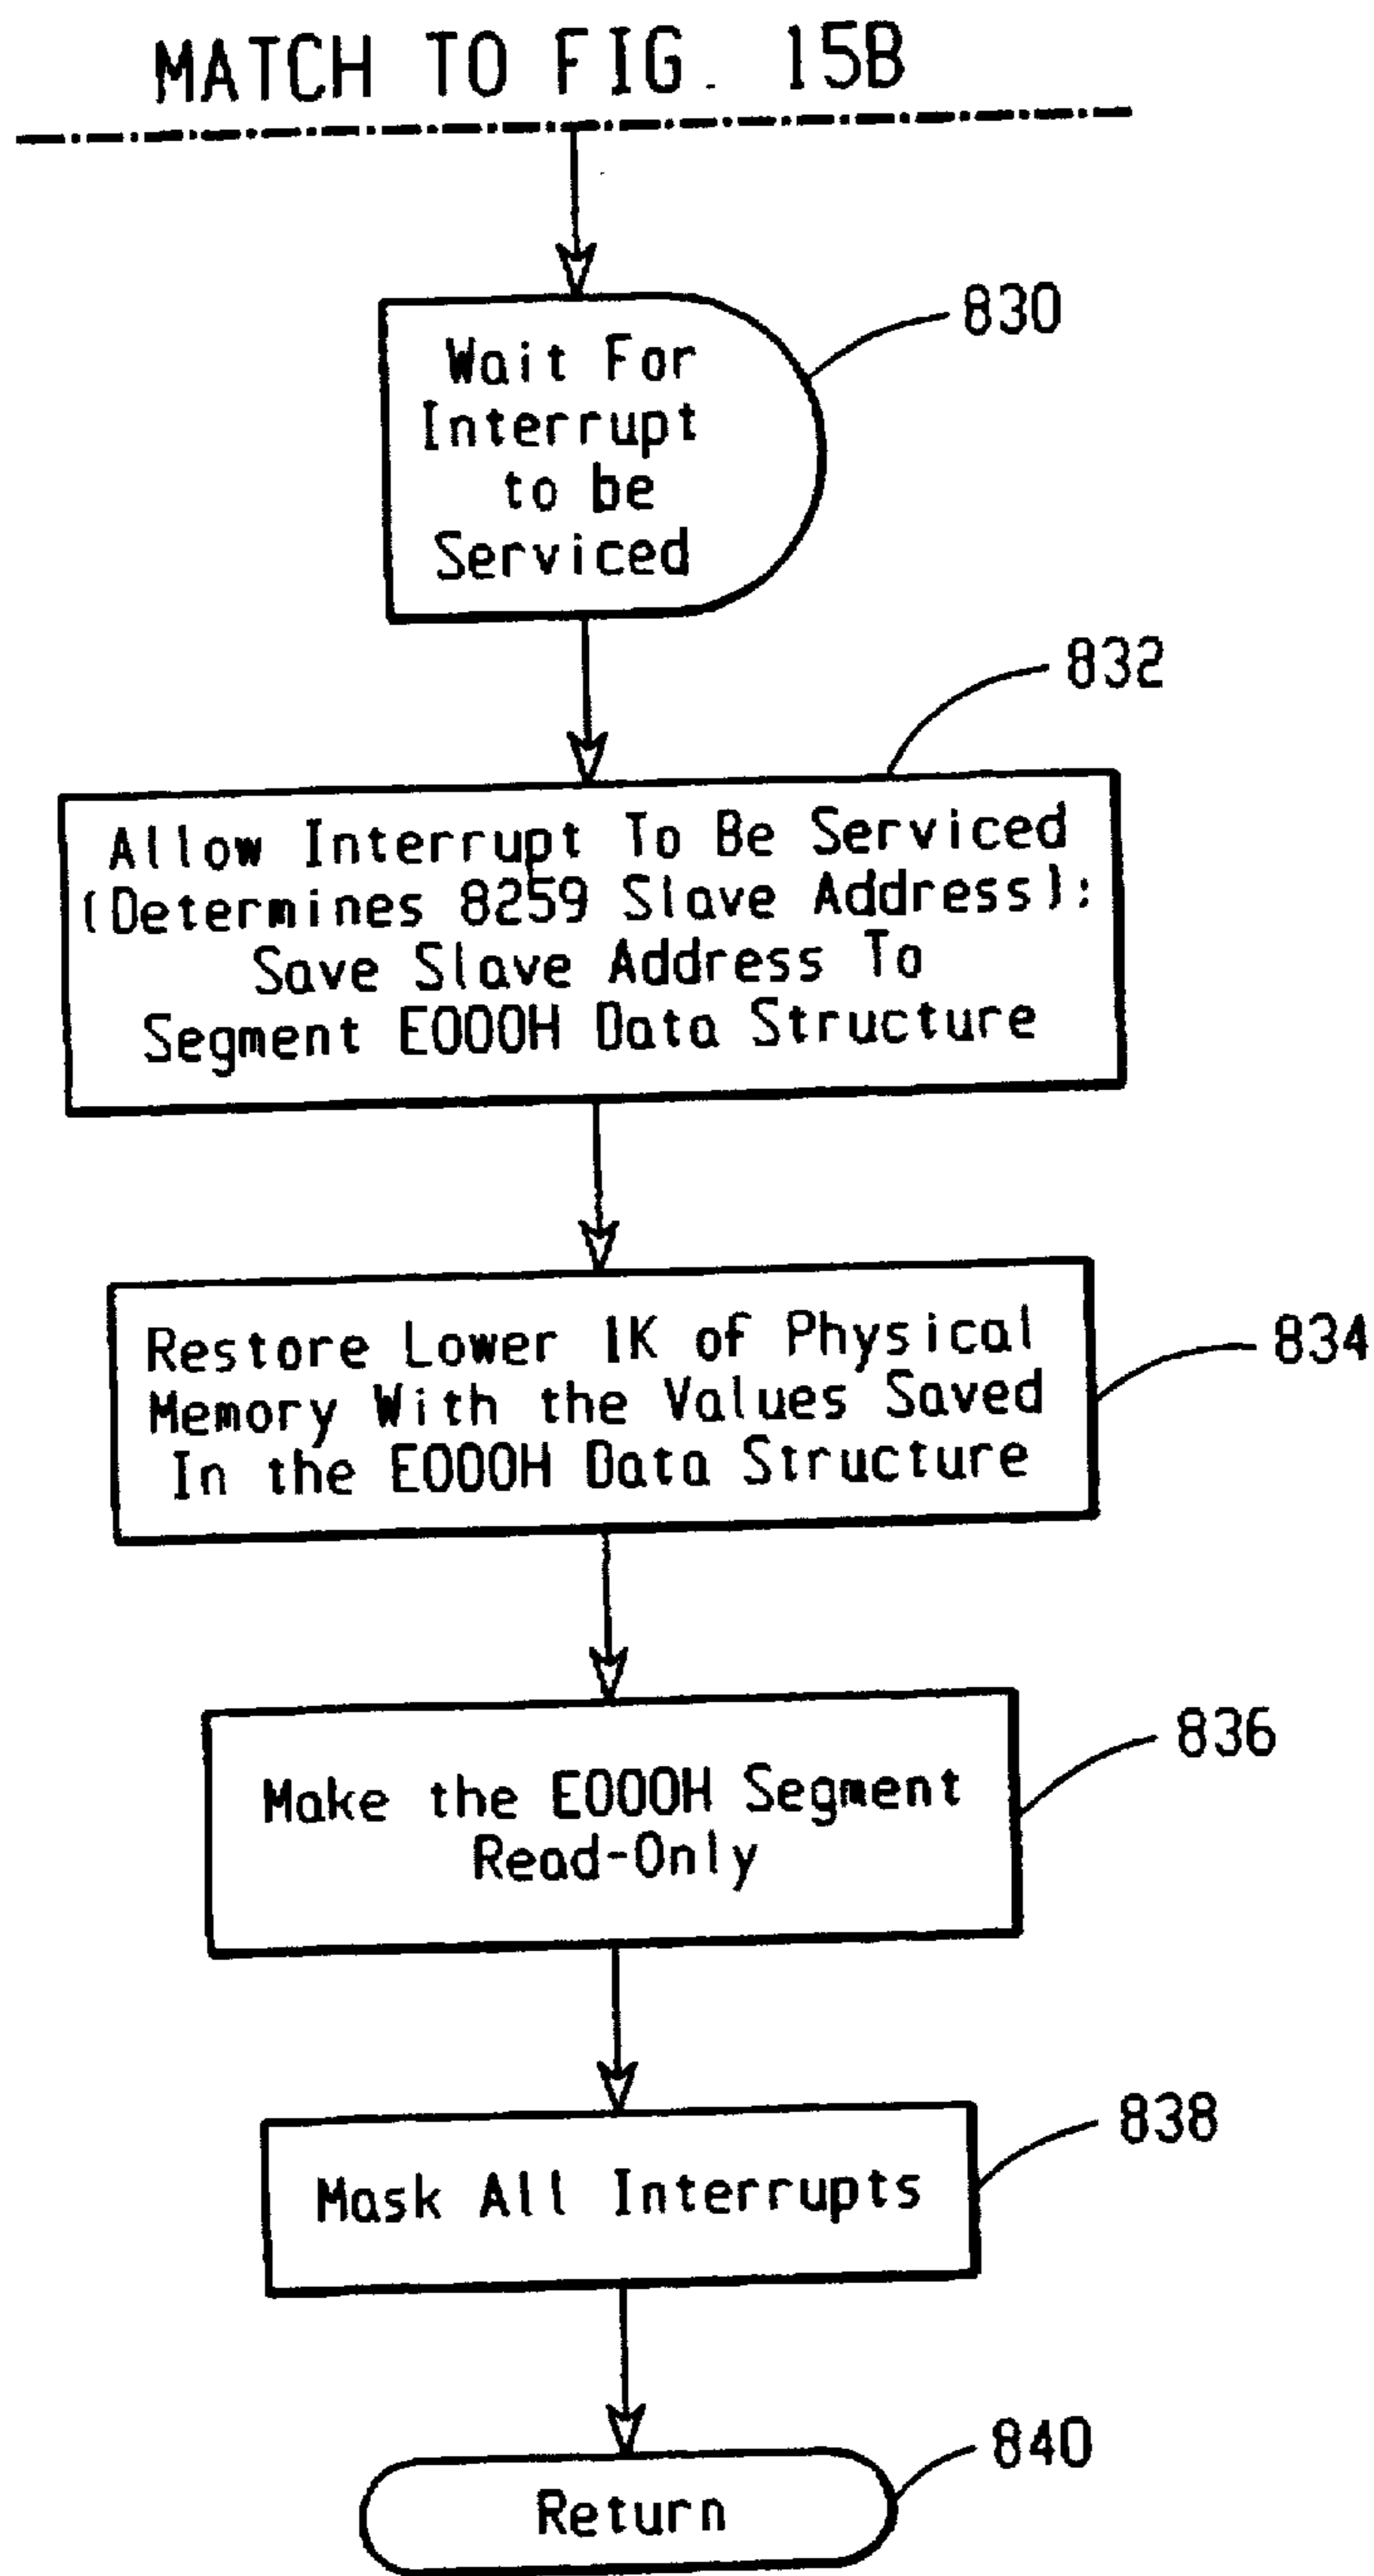 MATCH TO FIG. 15B
830
Wait For
Interrupt
to be
Serviced
832
Allow Interrupt To Be Serviced
(Determines 8259 Slave Address);
Save Slave Address To
Segment E000H Data Structure
834
Restore Lower 1K of Physical
Memory With the Values Saved
In the E000H Data Structure
836
Make the E000H Segment
Read-Only
838
Mask All Interrupts
840
Return